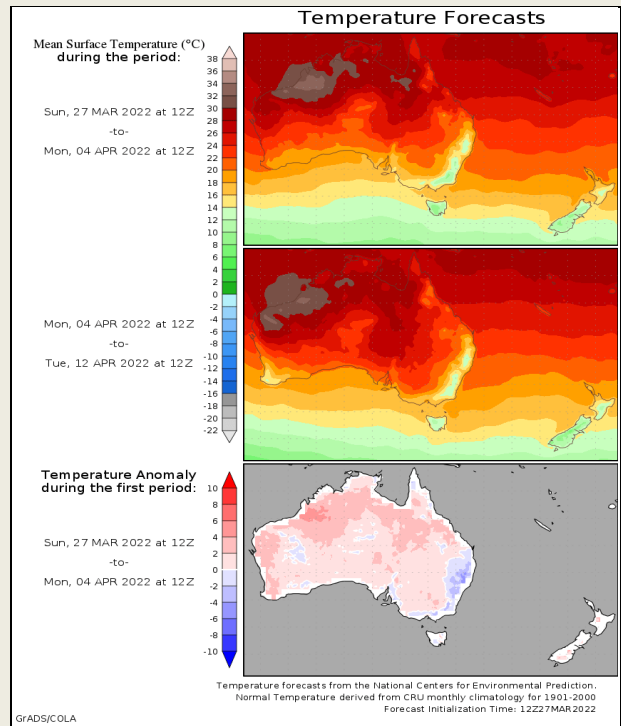 Temperature Forecasts
Mean Surface Temperature (°C)
during the period:
38
36
34
32
30
28
26
24
22
20
18
16
14
12
10
8
6
4
2
0
-2
-4
-6
-8
-10
-12
-14
-16
-18
-20
-22
Sun, 27 MAR 2022 at 12Z
-to-
Mon, 04 APR 2022 at 12Z
Mon, 04 APR 2022 at 12Z
-to-
Tue, 12 APR 2022 at 12Z
Temperature Anomaly
during the first period:
10
8
6
4
2
0
-2
-4
-6
-8
-10
Sun, 27 MAR 2022 at 12Z
-to-
Mon, 04 APR 2022 at 12Z
Temperature forecasts from the National Centers for Environmental Prediction.
Normal Temperature derived from CRU monthly climatology for 1901-2000
Forecast Initialization Time: 12Z27MAR2022
GrADS/COLA